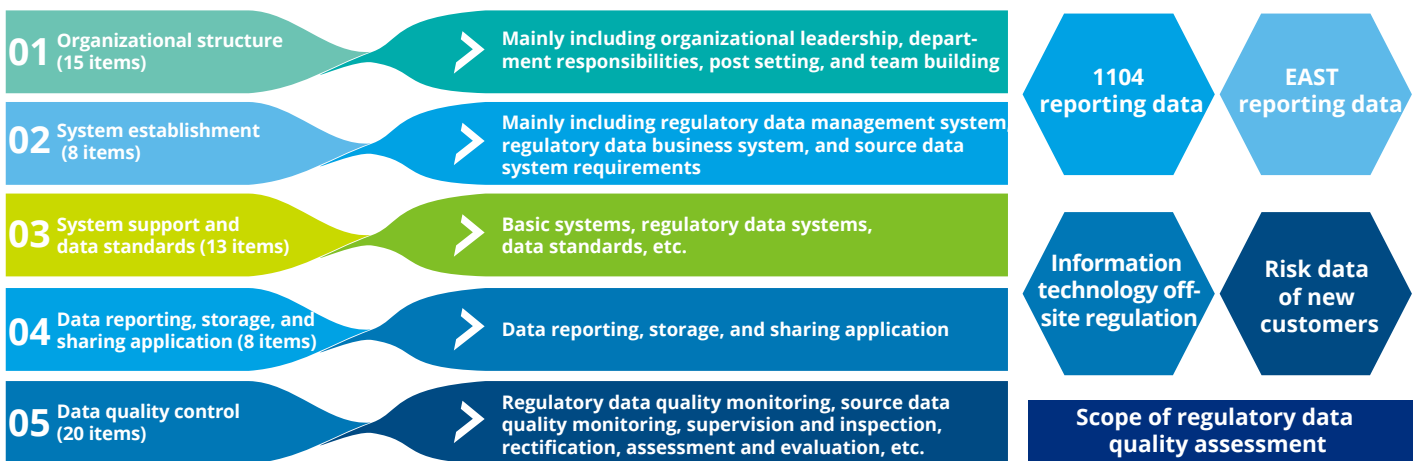 01
Organizational structure
(15 items)
Mainly including organizational leadership, depart-
ment responsibilities, post setting, and team building
02
System establishment
(8 items)
Mainly including regulatory data management system,
regulatory data business system, and source data
system requirements
03
System support and
data standards (13 items)
Basic systems, regulatory data systems,
data standards, etc.
04
Data reporting, storage, and
sharing application (8 items)
Data reporting, storage, and sharing application
05
Data quality control
(20 items)
Regulatory data quality monitoring, source data
quality monitoring, supervision and inspection,
rectification, assessment and evaluation, etc.
1104
reporting data
EAST
reporting data
Information
technology off-
site regulation
Risk data
of new
customers
Scope of regulatory data
quality assessment